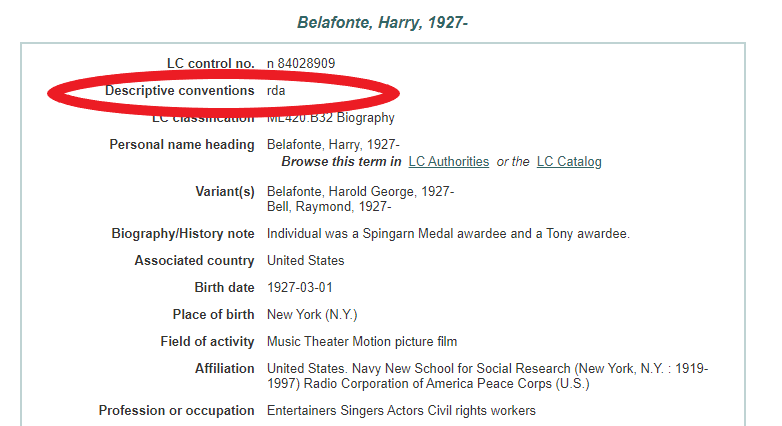 Belafonte, Harry, 1927-
LC control no. n 84028909
Descriptive conventions rda
LC classification ML420.B32 Biography
Personal name heading Belafonte, Harry, 1927-
Browse this term in LC Authorities or the LC Catalog
Variant(s) Belafonte, Harold George, 1927-
Bell, Raymond, 1927-
Biography/History note Individual was a Spingarn Medal awardee and a Tony awardee.
Associated country United States
Birth date 1927-03-01
Place of birth New York (N.Y.)
Field of activity Music Theater Motion picture film
Affiliation United States. Navy New School for Social Research (New York, N.Y. : 1919-
1997) Radio Corporation of America Peace Corps (U.S.)
Profession or occupation Entertainers Singers Actors Civil rights workers